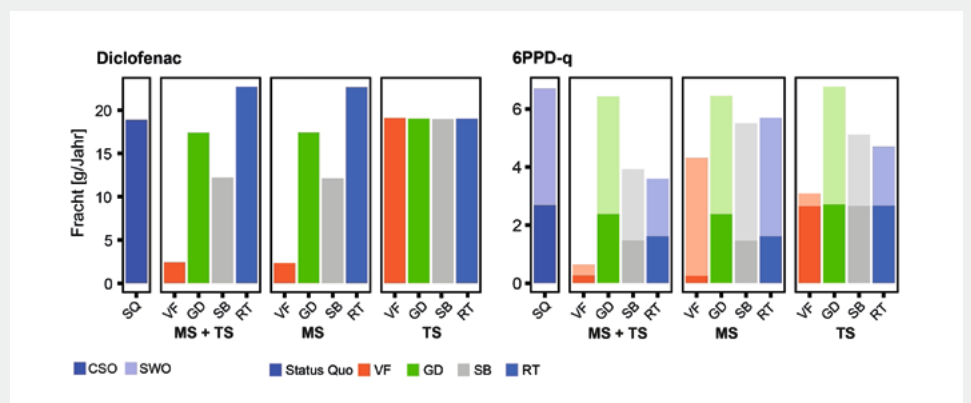 Diclofenac
6PPD-q
Fracht [g/Jahr]
20
15
10
5
0
SQ
VF GD SB RT
MS + TS
VF GD SB RT
MS
VF GD SB RT
TS
6
4
2
0
SQ
VF GD SB RT
MS + TS
VF GD SB RT
MS
VF GD SB RT
TS
CSO SWO
Status Quo VF GD SB RT